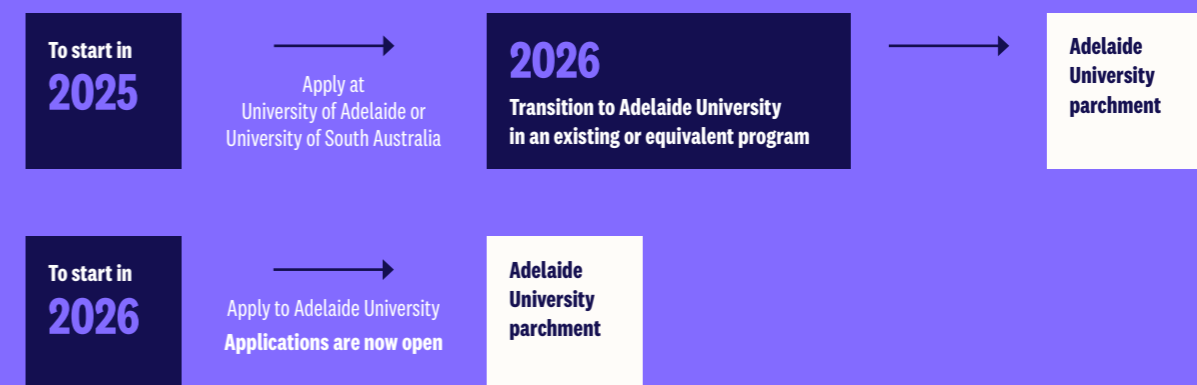 To start in
2025
Apply at
University of Adelaide or
University of South Australia
2026
Transition to Adelaide University
in an existing or equivalent program
Adelaide
University
parchment
To start in
2026
Apply to Adelaide University
Applications are now open
Adelaide
University
parchment